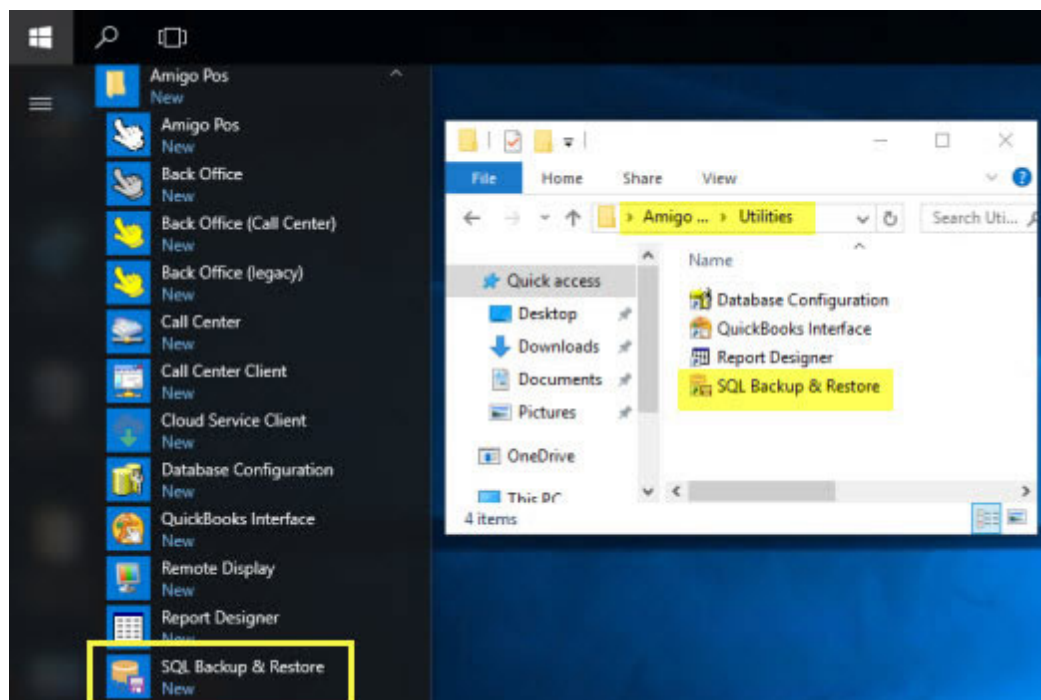 Amigo Pos
New
Amigo Pos
New
Back Office
New
Back Office (Call Center)
New
Back Office (legacy)
New
Call Center
New
Call Center Client
New
Cloud Service Client
New
Database Configuration
New
QuickBooks Interface
New
Remote Display
New
Report Designer
New
SQL Backup & Restore
New
File Home Share View
Amigo ... › Utilities
Search Uti...
Quick access
Desktop
Downloads
Documents
Pictures
OneDrive
This PC
Name
Database Configuration
QuickBooks Interface
Report Designer
SQL Backup & Restore
4 items